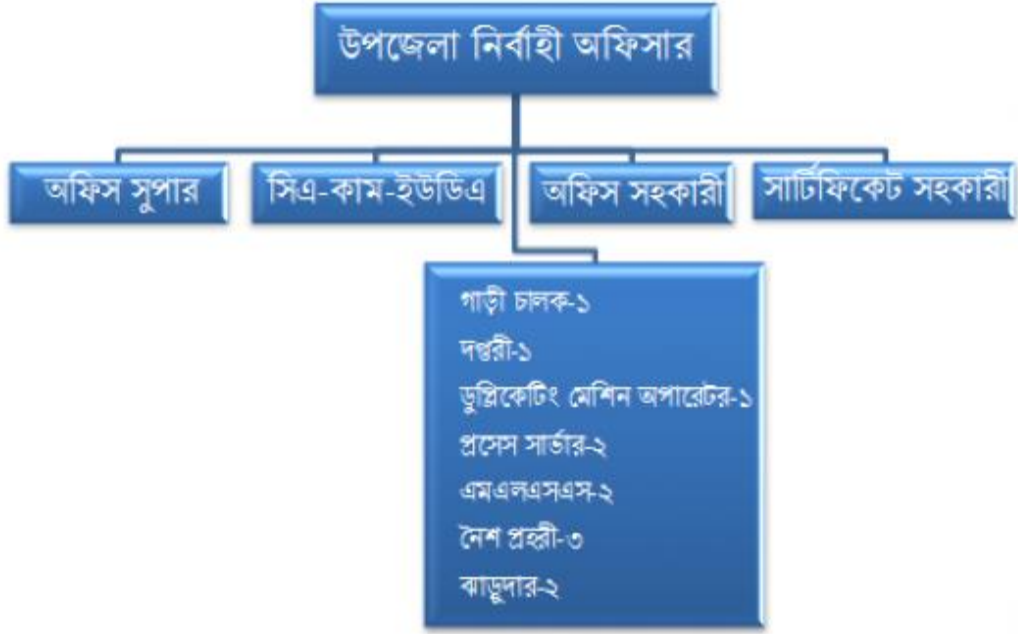 উপজেলা নির্বাহী অফিসার
অফিস সুপার
সিএ-কাম-ইউডিএ
অফিস সহকারী
সার্টিফিকেট সহকারী
গাড়ী চালক-১
দপ্তরী-১
ডুপ্লিকেটিং মেশিন অপারেটর-১
প্রসেস সার্ভার-২
এমএলএসএস-২
নৈশ প্রহরী-৩
ঝাড়ুদার-২